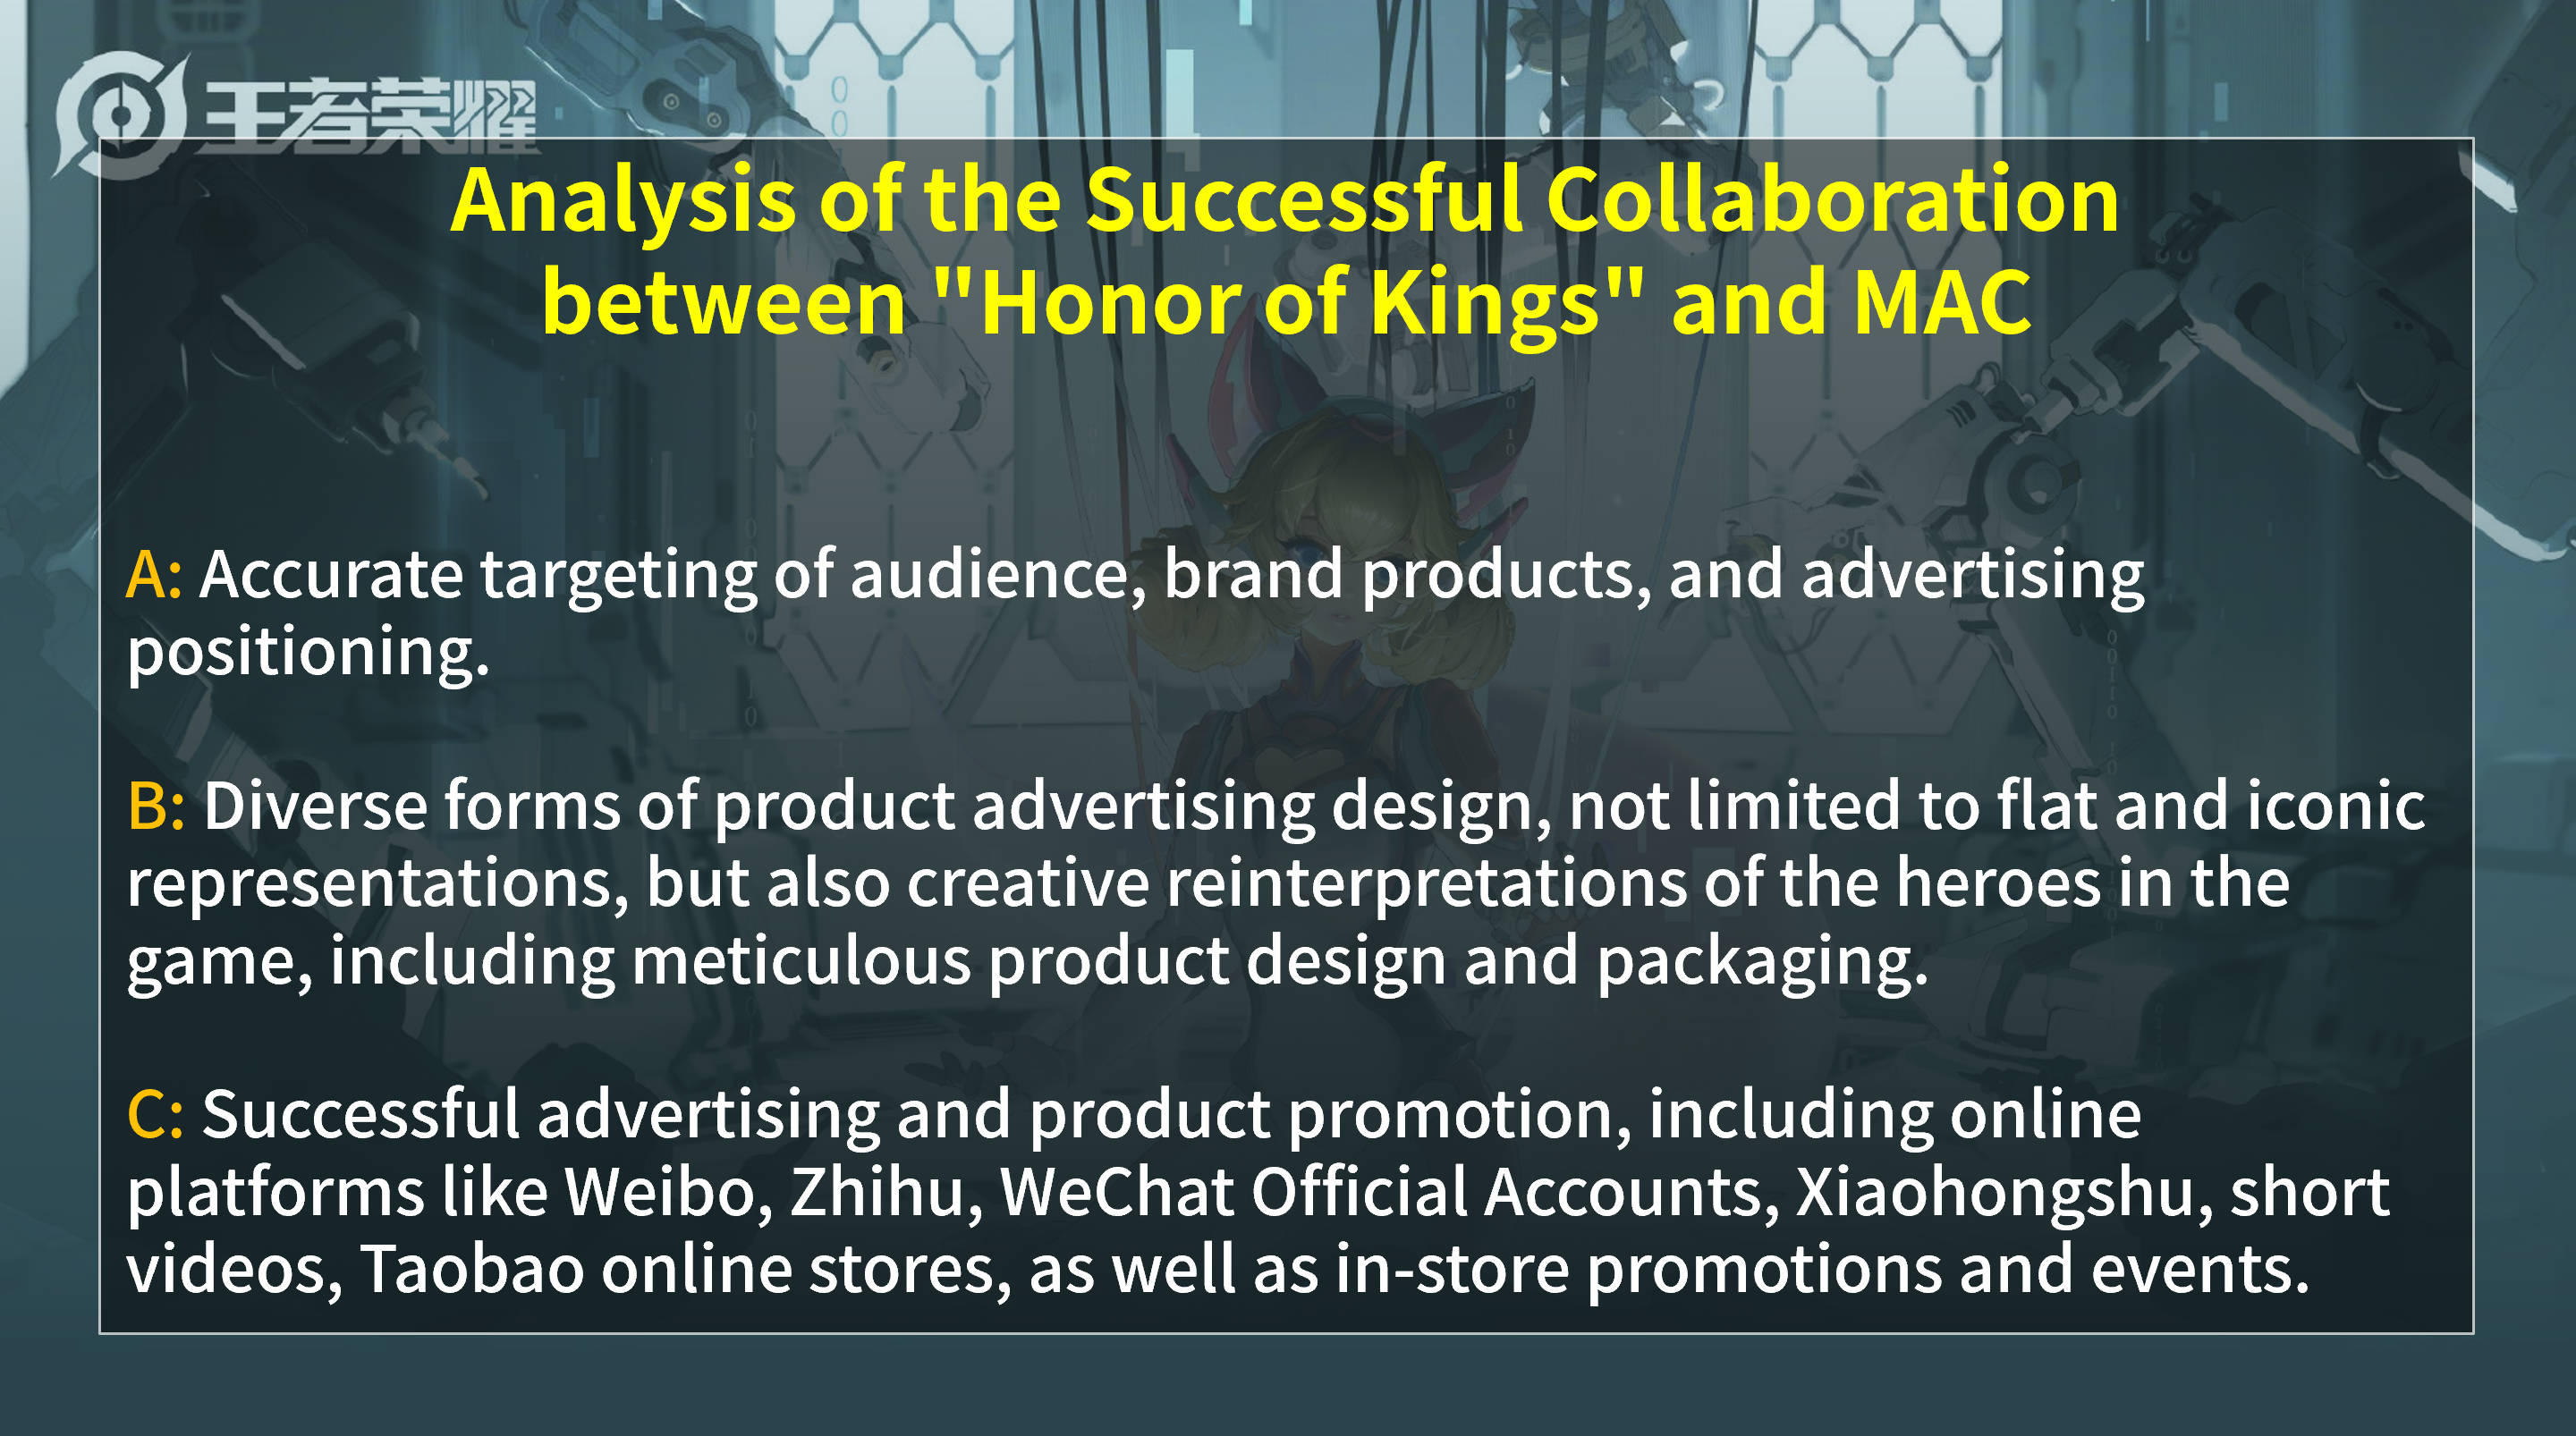 王者荣耀
Analysis of the Successful Collaboration
between "Honor of Kings" and MAC
A: Accurate targeting of audience, brand products, and advertising
positioning.
B: Diverse forms of product advertising design, not limited to flat and iconic
representations, but also creative reinterpretations of the heroes in the
game, including meticulous product design and packaging.
C: Successful advertising and product promotion, including online
platforms like Weibo, Zhihu, WeChat Official Accounts, Xiaohongshu, short
videos, Taobao online stores, as well as in-store promotions and events.